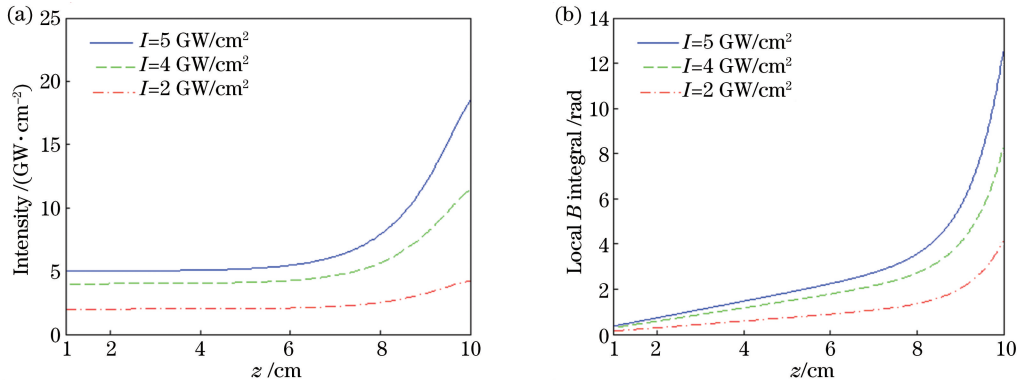 (a)
25
20
15
10
5
0
Intensity /(GW·cm⁻²)
I=5 GW/cm²
I=4 GW/cm²
I=2 GW/cm²
1 2 4 6 8 10
z/cm
(b)
14
12
10
8
6
4
2
0
Local B integral /rad
I=5 GW/cm²
I=4 GW/cm²
I=2 GW/cm²
1 2 4 6 8 10
z/cm